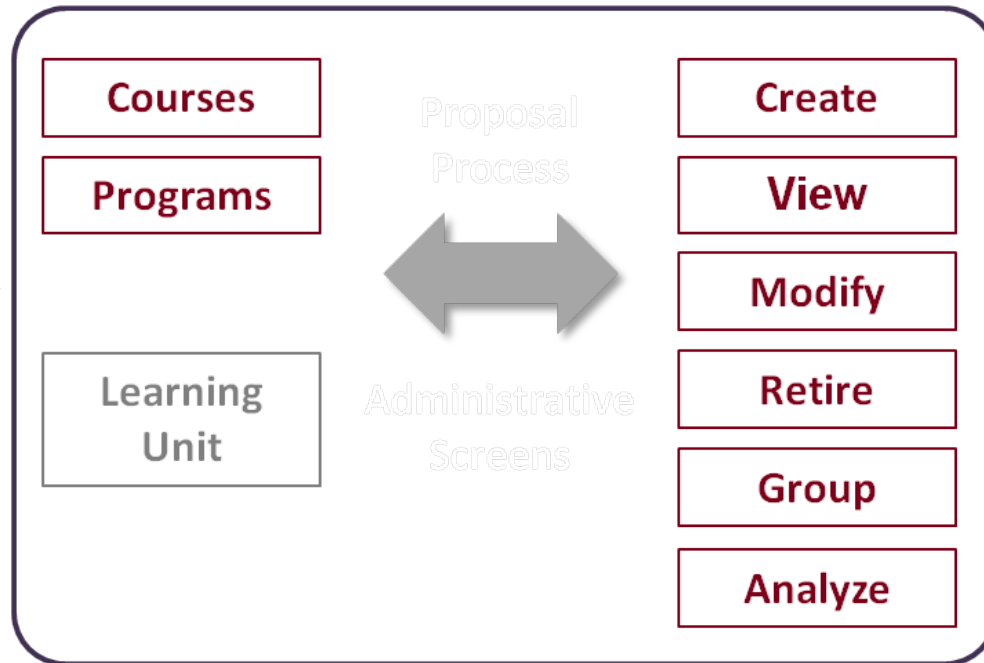 Courses
Programs
Learning
Unit
Proposal
Process
Administrative
Screens
Create
View
Modify
Retire
Group
Analyze